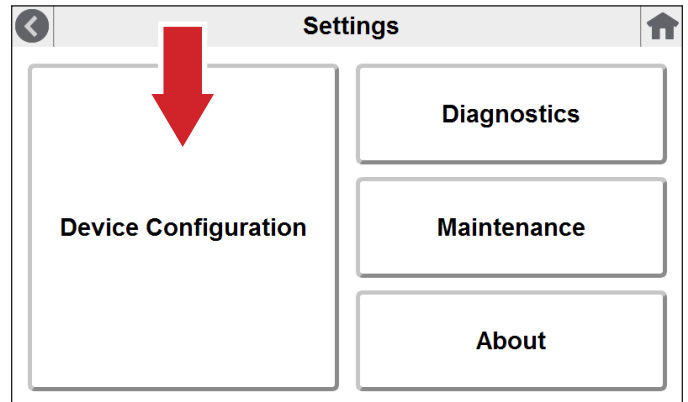 Settings
Device Configuration
Diagnostics
Maintenance
About